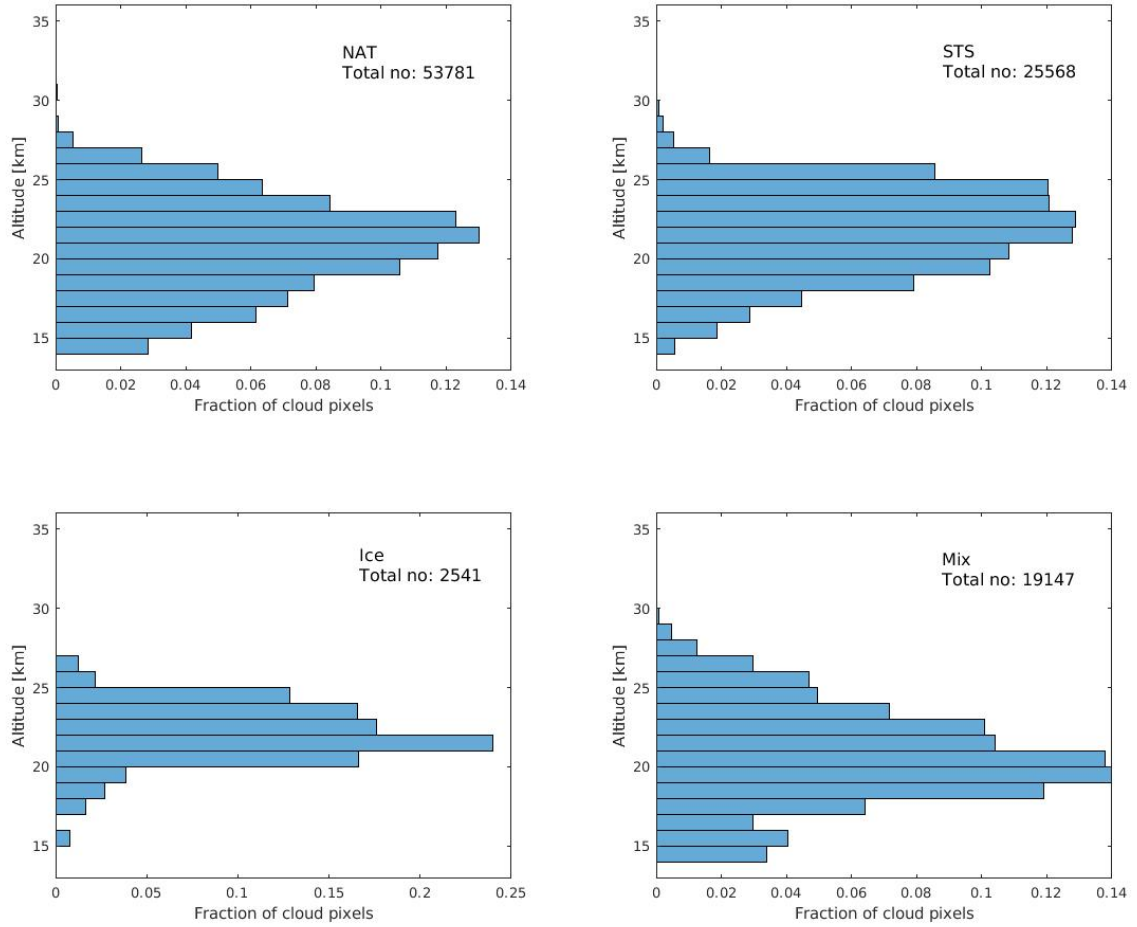 35
30
25
20
15
Altitude [km]
NAT
Total no: 53781
0 0.02 0.04 0.06 0.08 0.1 0.12 0.14
Fraction of cloud pixels
35
30
25
20
15
Altitude [km]
STS
Total no: 25568
0 0.02 0.04 0.06 0.08 0.1 0.12 0.14
Fraction of cloud pixels
35
30
25
20
15
Altitude [km]
Ice
Total no: 2541
0 0.05 0.1 0.15 0.2 0.25
Fraction of cloud pixels
35
30
25
20
15
Altitude [km]
Mix
Total no: 19147
0 0.02 0.04 0.06 0.08 0.1 0.12 0.14
Fraction of cloud pixels